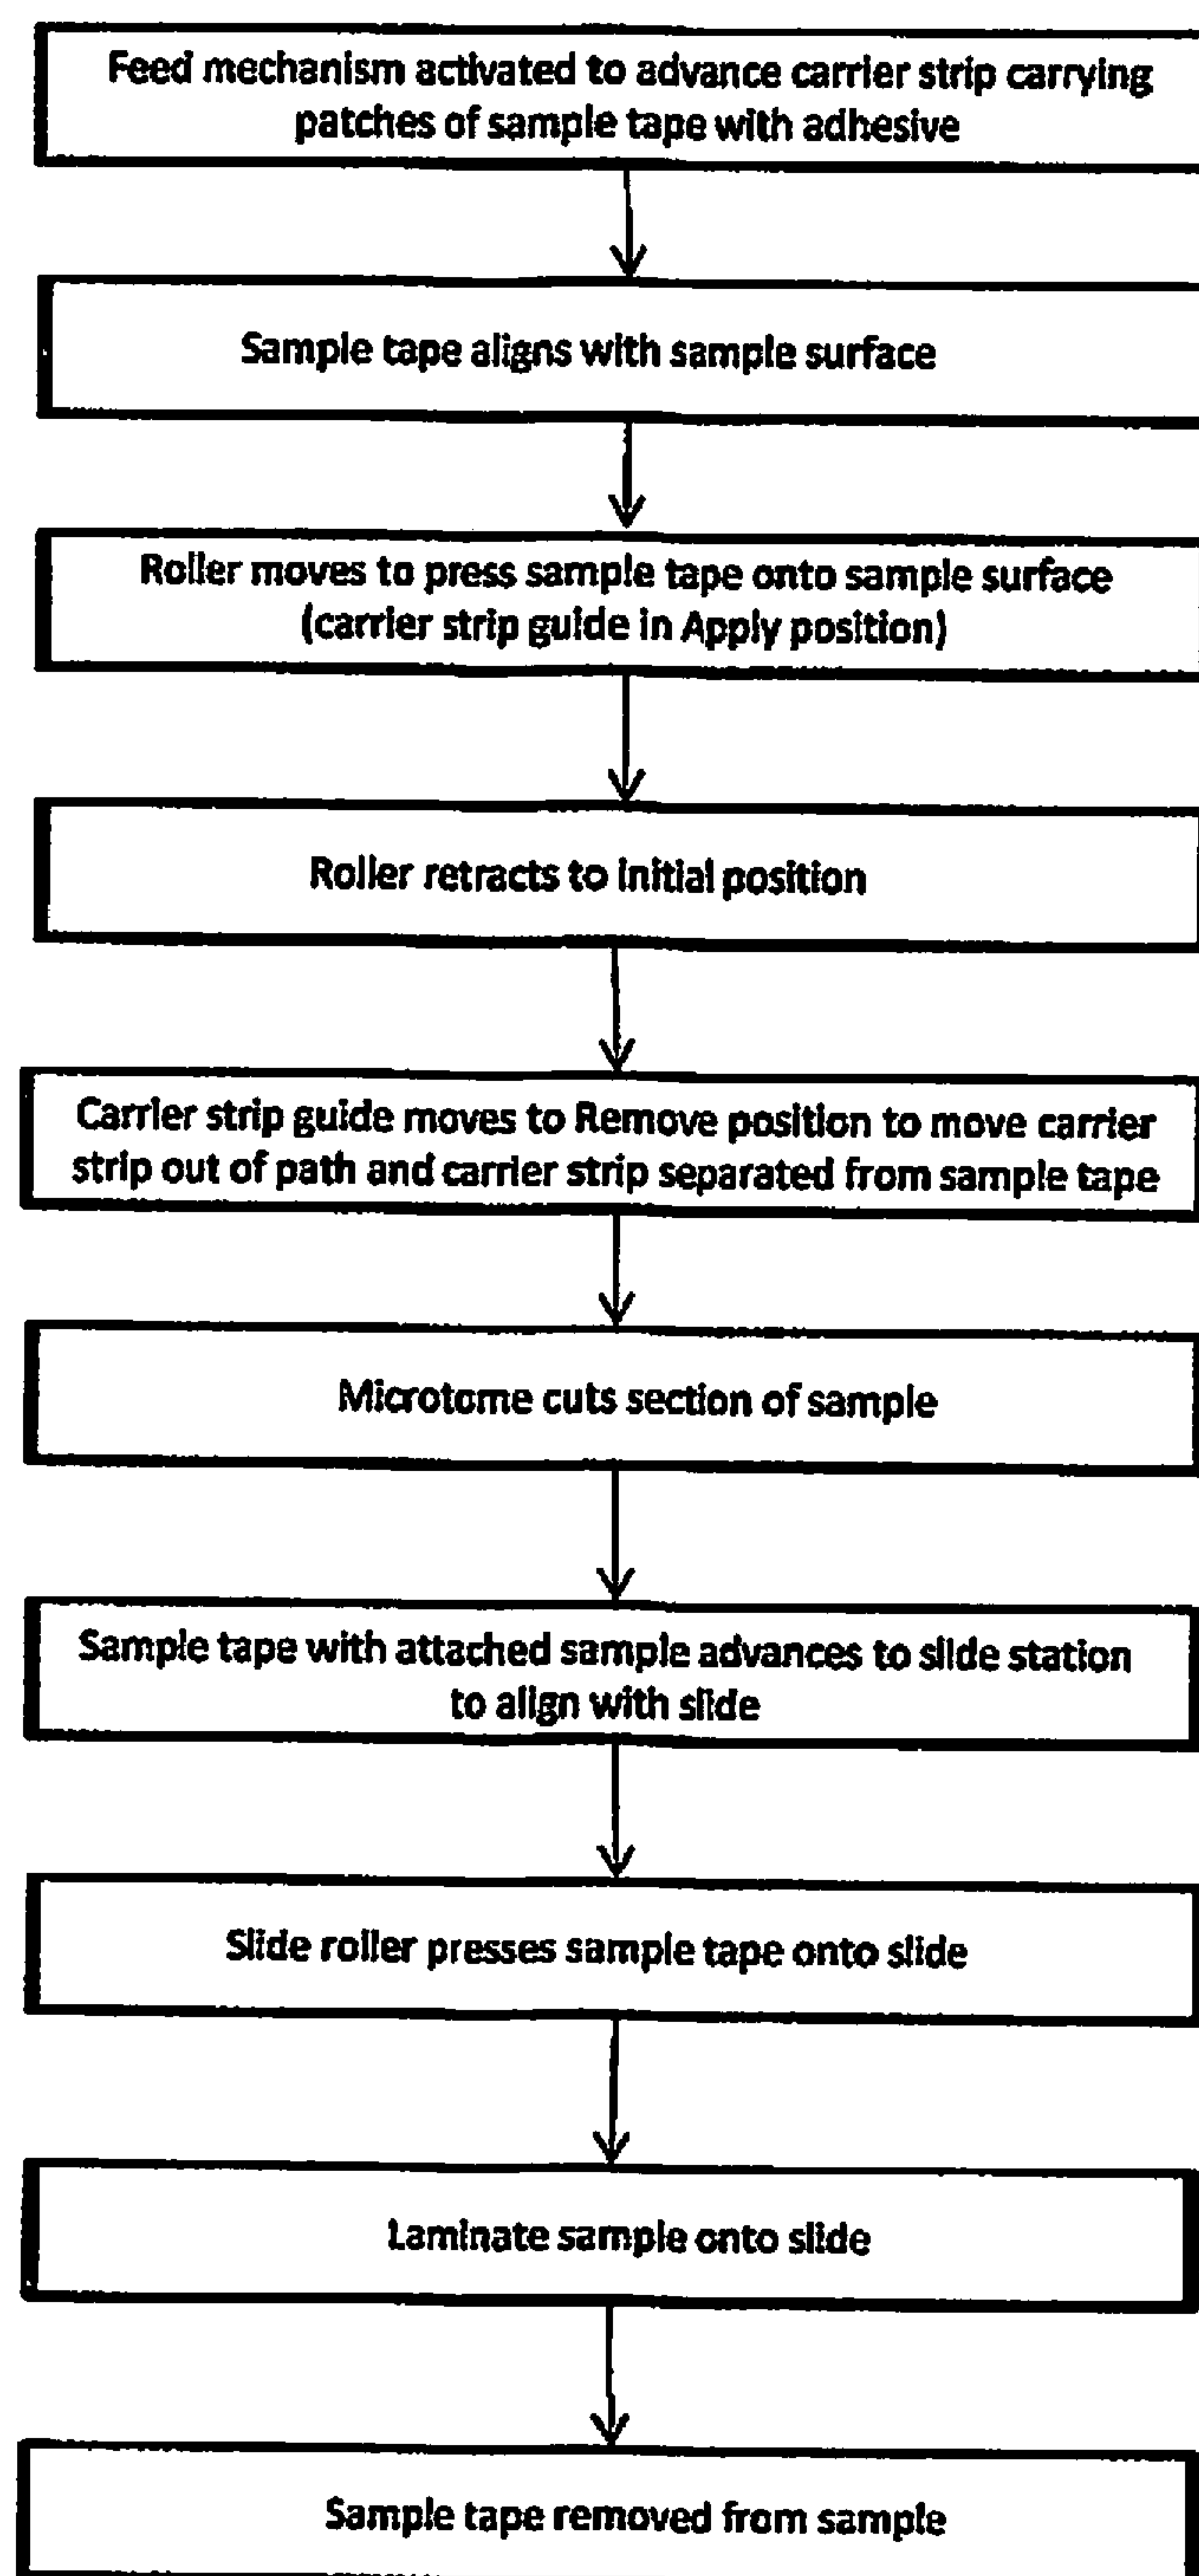 Feed mechanism activated to advance carrier strip carrying
patches of sample tape with adhesive
Sample tape aligns with sample surface
Roller moves to press sample tape onto sample surface
(carrier strip guide in Apply position)
Roller retracts to initial position
Carrier strip guide moves to Remove position to move carrier
strip out of path and carrier strip separated from sample tape
Microtome cuts section of sample
Sample tape with attached sample advances to slide station
to align with slide
Slide roller presses sample tape onto slide
Laminate sample onto slide
Sample tape removed from sample